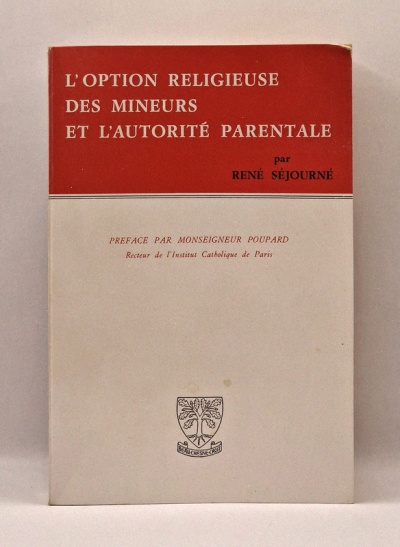 L'OPTION RELIGIEUSE
DES MINEURS
ET L'AUTORITÉ PARENTALE
par
RENÉ SÉJOURNÉ
PREFACE PAR MONSEIGNEUR POUPARD
Recteur de l'Institut Catholique de Paris